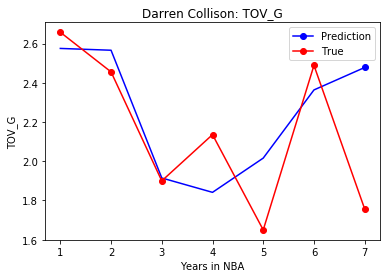 Darren Collison: TOV_G
Prediction
True
2.6
2.4
2.2
2.0
1.8
1.6
TOV_G
1 2 3 4 5 6 7
Years in NBA